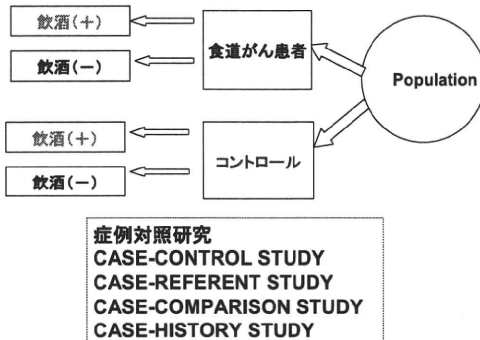 飲酒(+)
飲酒(-)
食道がん患者
Population
飲酒(+)
飲酒(-)
コントロール
症例対照研究
CASE-CONTROL STUDY
CASE-REFERENT STUDY
CASE-COMPARISON STUDY
CASE-HISTORY STUDY